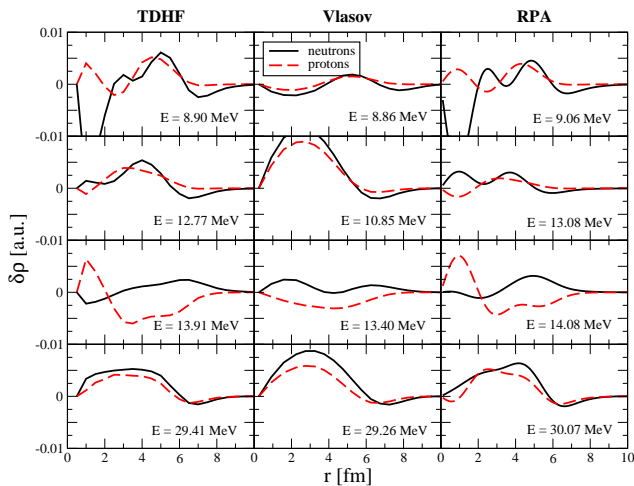 TDHF Vlasov RPA
0.01
neutrons
protons
0
E = 8.90 MeV E = 8.86 MeV E = 9.06 MeV
-0.01
0
E = 12.77 MeV E = 10.85 MeV E = 13.08 MeV
-0.01
δρ [a.u.]
0
E = 13.91 MeV E = 13.40 MeV E = 14.08 MeV
-0.01
0
E = 29.41 MeV E = 29.26 MeV E = 30.07 MeV
-0.01
0 2 4 6 8 0 2 4 6 8 0 2 4 6 8 10
r [fm]